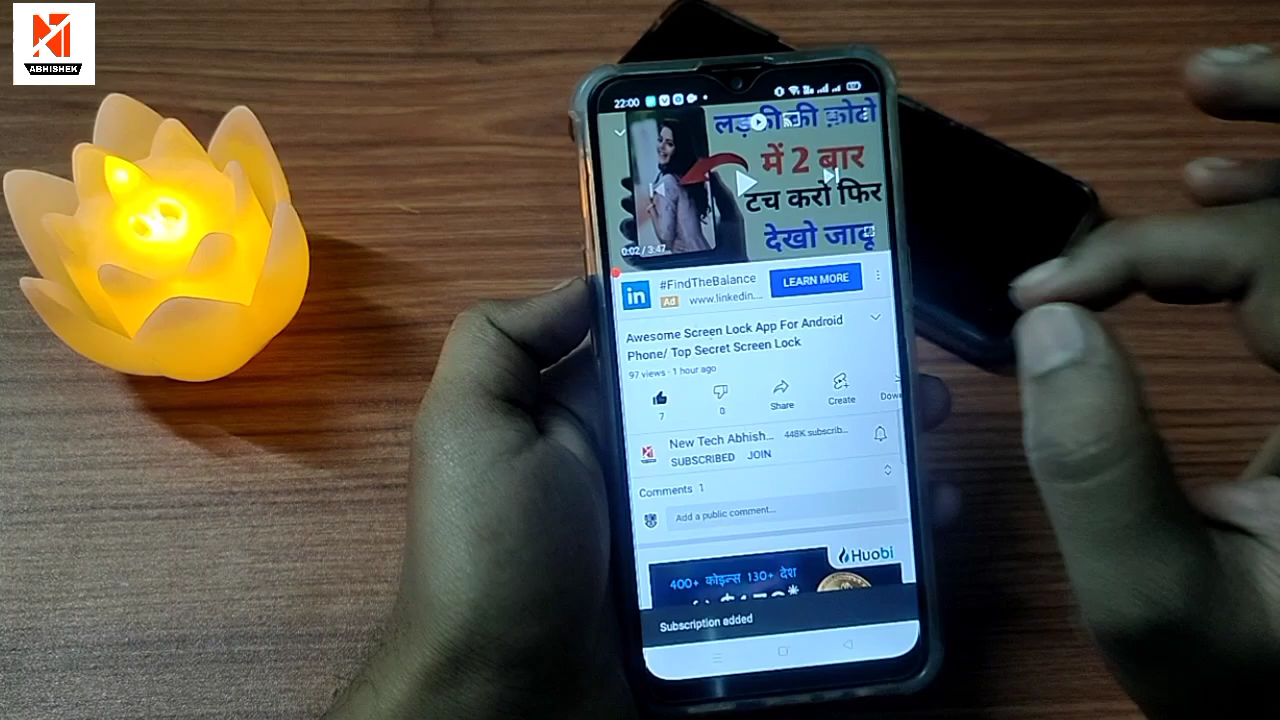 ABHISHEK
22:00
लड़की की फ़ोटो
में 2 बार
टच करो फिर
देखो जादू
0:02 / 3:47
#FindTheBalance
Ad www.linkedin....
LEARN MORE
in
Awesome Screen Lock App For Android
Phone/ Top Secret Screen Lock
97 views · 1 hour ago
7
0
Share
Create
Dow
New Tech Abhish... 448K subscrib...
SUBSCRIBED JOIN
Comments 1
Add a public comment...
Huobi
400+ कोइन्स 130+ देश
Subscription added